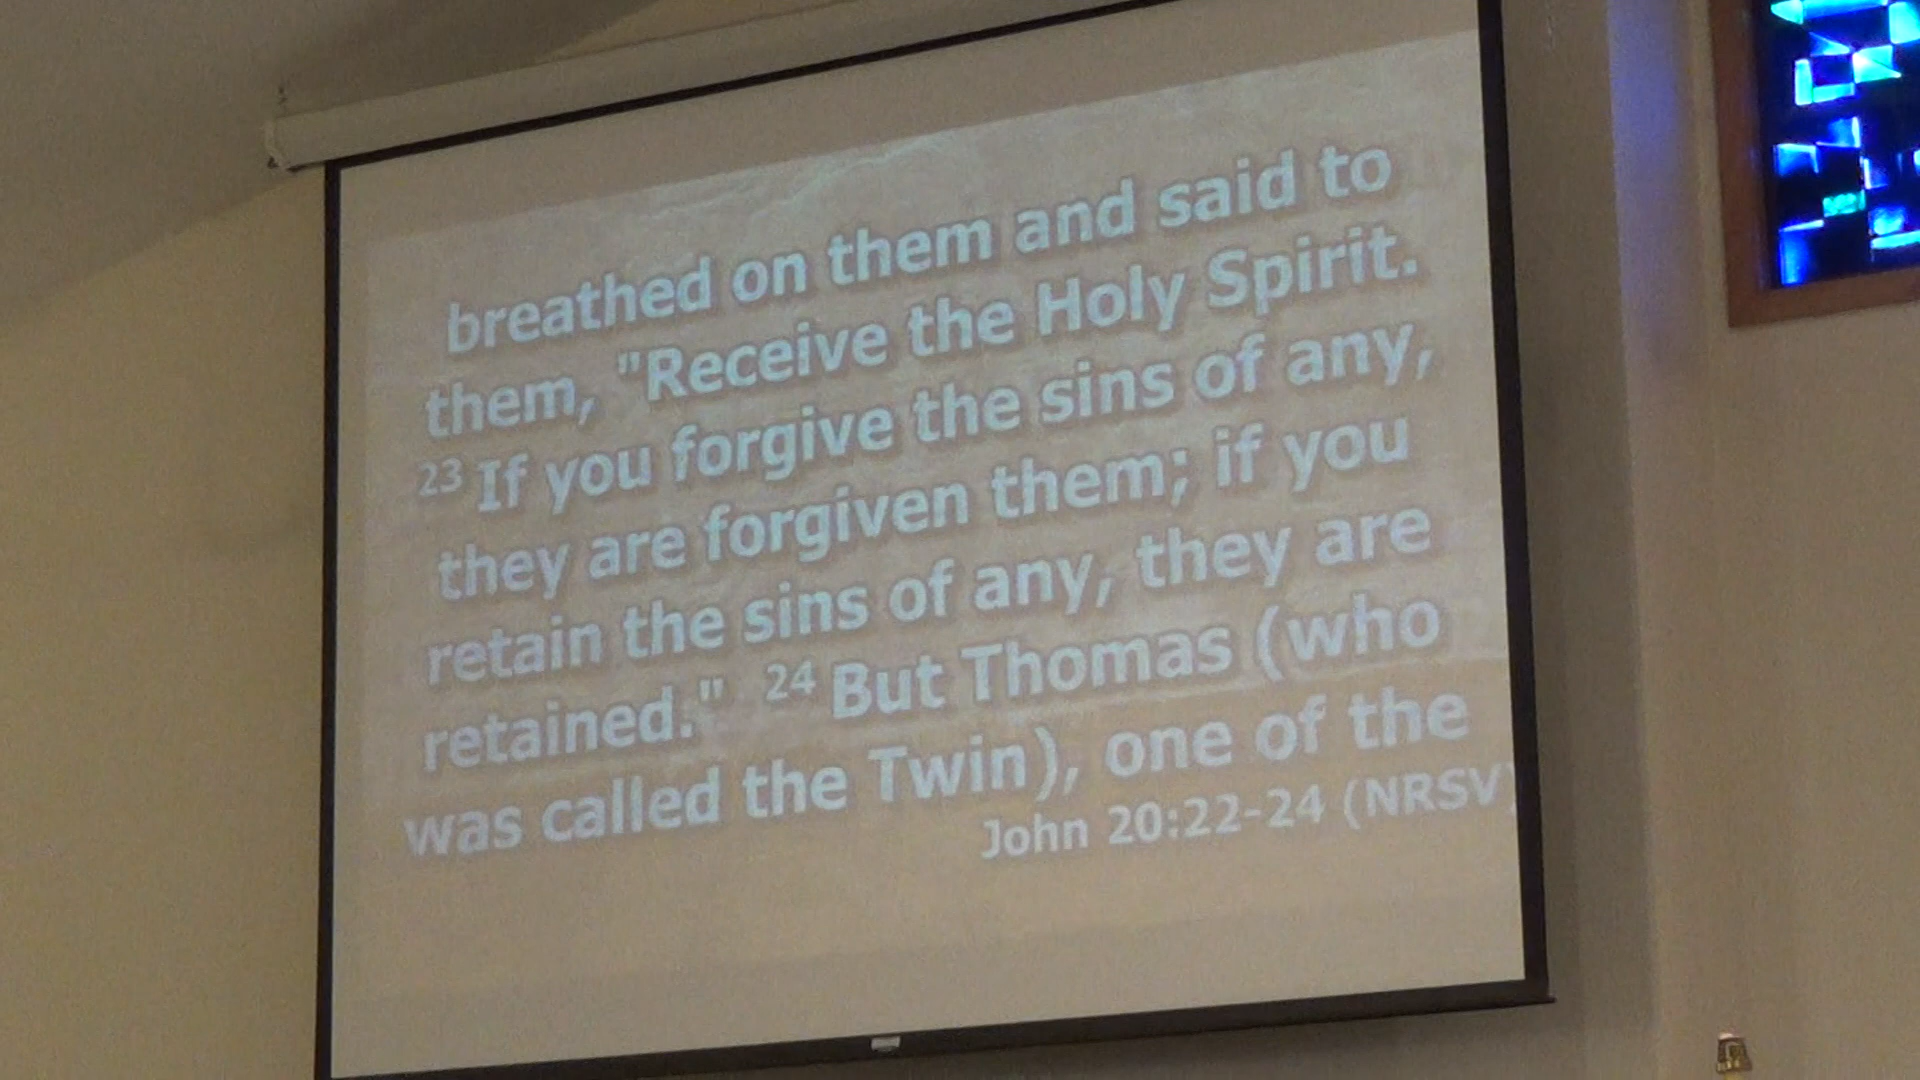 breathed on them and said to
them, "Receive the Holy Spirit.
23 If you forgive the sins of any,
they are forgiven them; if you
retain the sins of any, they are
retained." 24 But Thomas (who
was called the Twin), one of the
John 20:22-24 (NRSV)